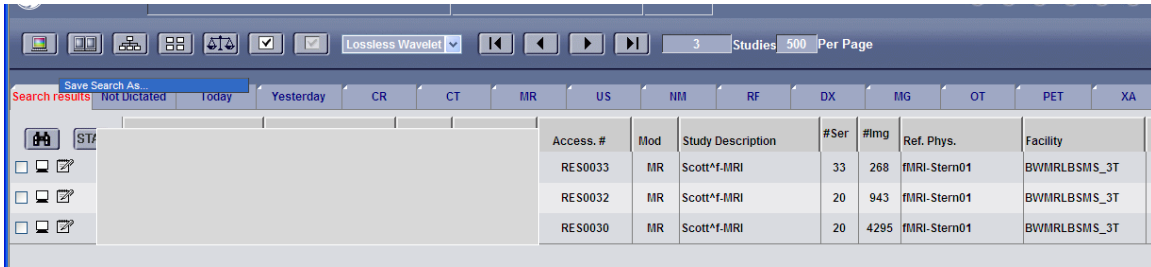 Lossless Wavelet 3 Studies 500 Per Page
Save Search As...
Search results Not Dictated Today Yesterday CR CT MR US NM RF DX MG OT PET XA
Access. # Mod Study Description #Ser #Img Ref. Phys. Facility
RES0033 MR Scott^f-MRI 33 268 fMRI-Stern01 BWMRLBSMS_3T
RES0032 MR Scott^f-MRI 20 943 fMRI-Stern01 BWMRLBSMS_3T
RES0030 MR Scott^f-MRI 20 4295 fMRI-Stern01 BWMRLBSMS_3T